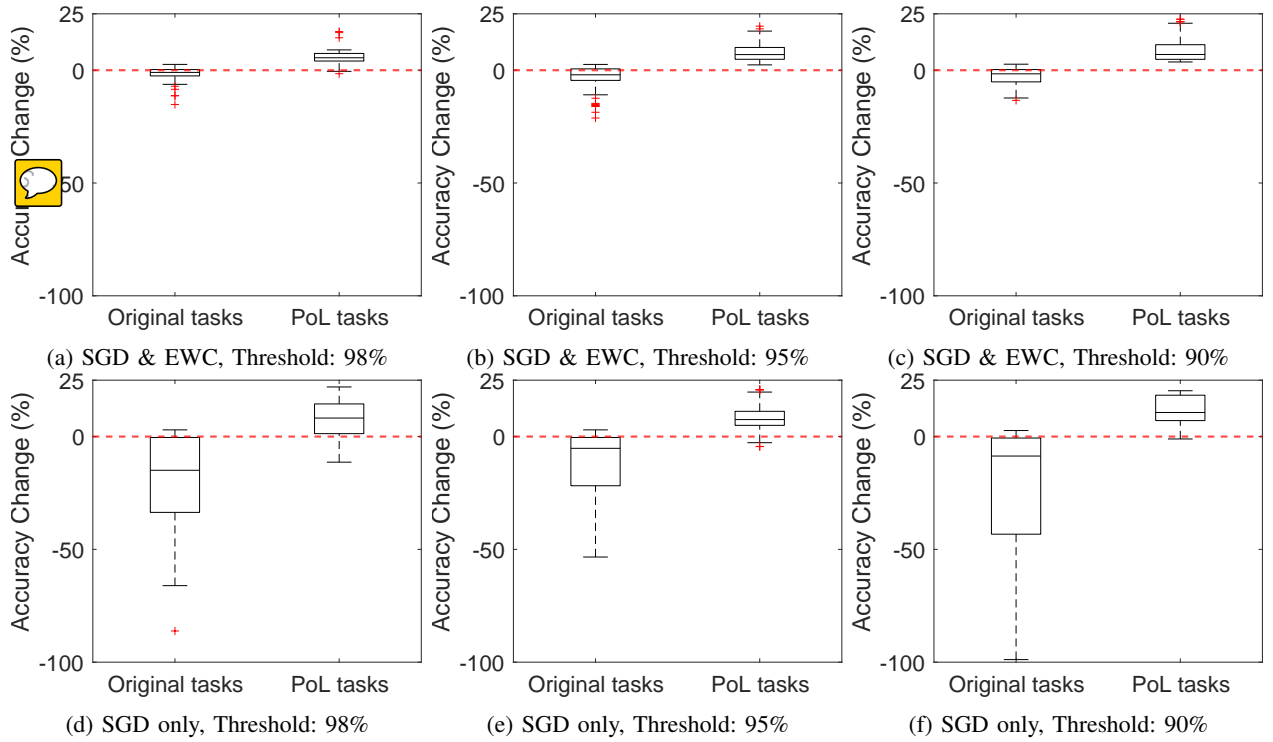 Change (%)
25
0
-100
Original tasks
PoL tasks
(a) SGD & EWC, Threshold: 98%
Accuracy Change (%)
25
0
-50
-100
Original tasks
PoL tasks
(b) SGD & EWC, Threshold: 95%
Accuracy Change (%)
25
0
-50
-100
Original tasks
PoL tasks
(c) SGD & EWC, Threshold: 90%
Accuracy Change (%)
25
0
-50
-100
Original tasks
PoL tasks
(d) SGD only, Threshold: 98%
Accuracy Change (%)
25
0
-50
-100
Original tasks
PoL tasks
(e) SGD only, Threshold: 95%
Accuracy Change (%)
25
0
-50
-100
Original tasks
PoL tasks
(f) SGD only, Threshold: 90%